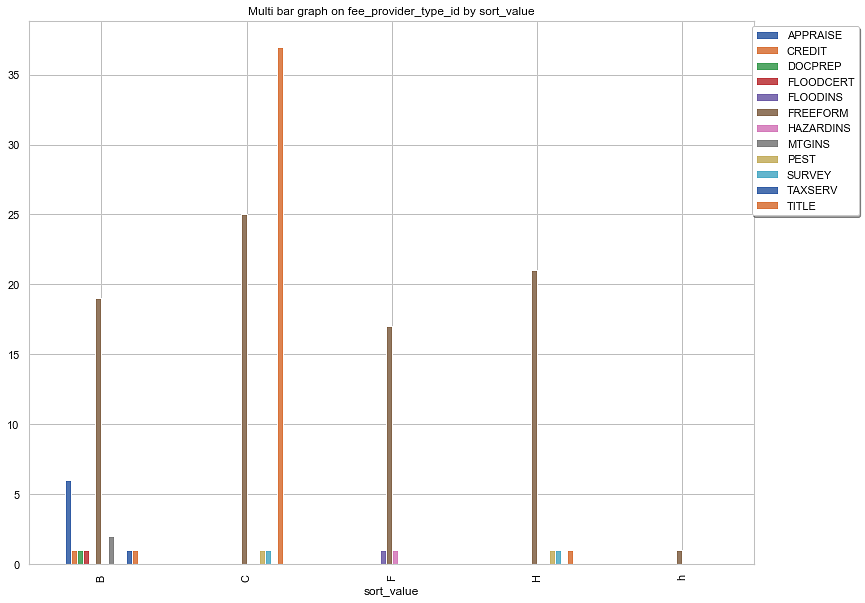 Multi bar graph on fee_provider_type_id by sort_value
APPRAISE
CREDIT
DOCPREP
FLOODCERT
FLOODINS
FREEFORM
HAZARDINS
MTGINS
PEST
SURVEY
TAXSERV
TITLE
35
30
25
20
15
10
5
0
B
C
F
H
h
sort_value